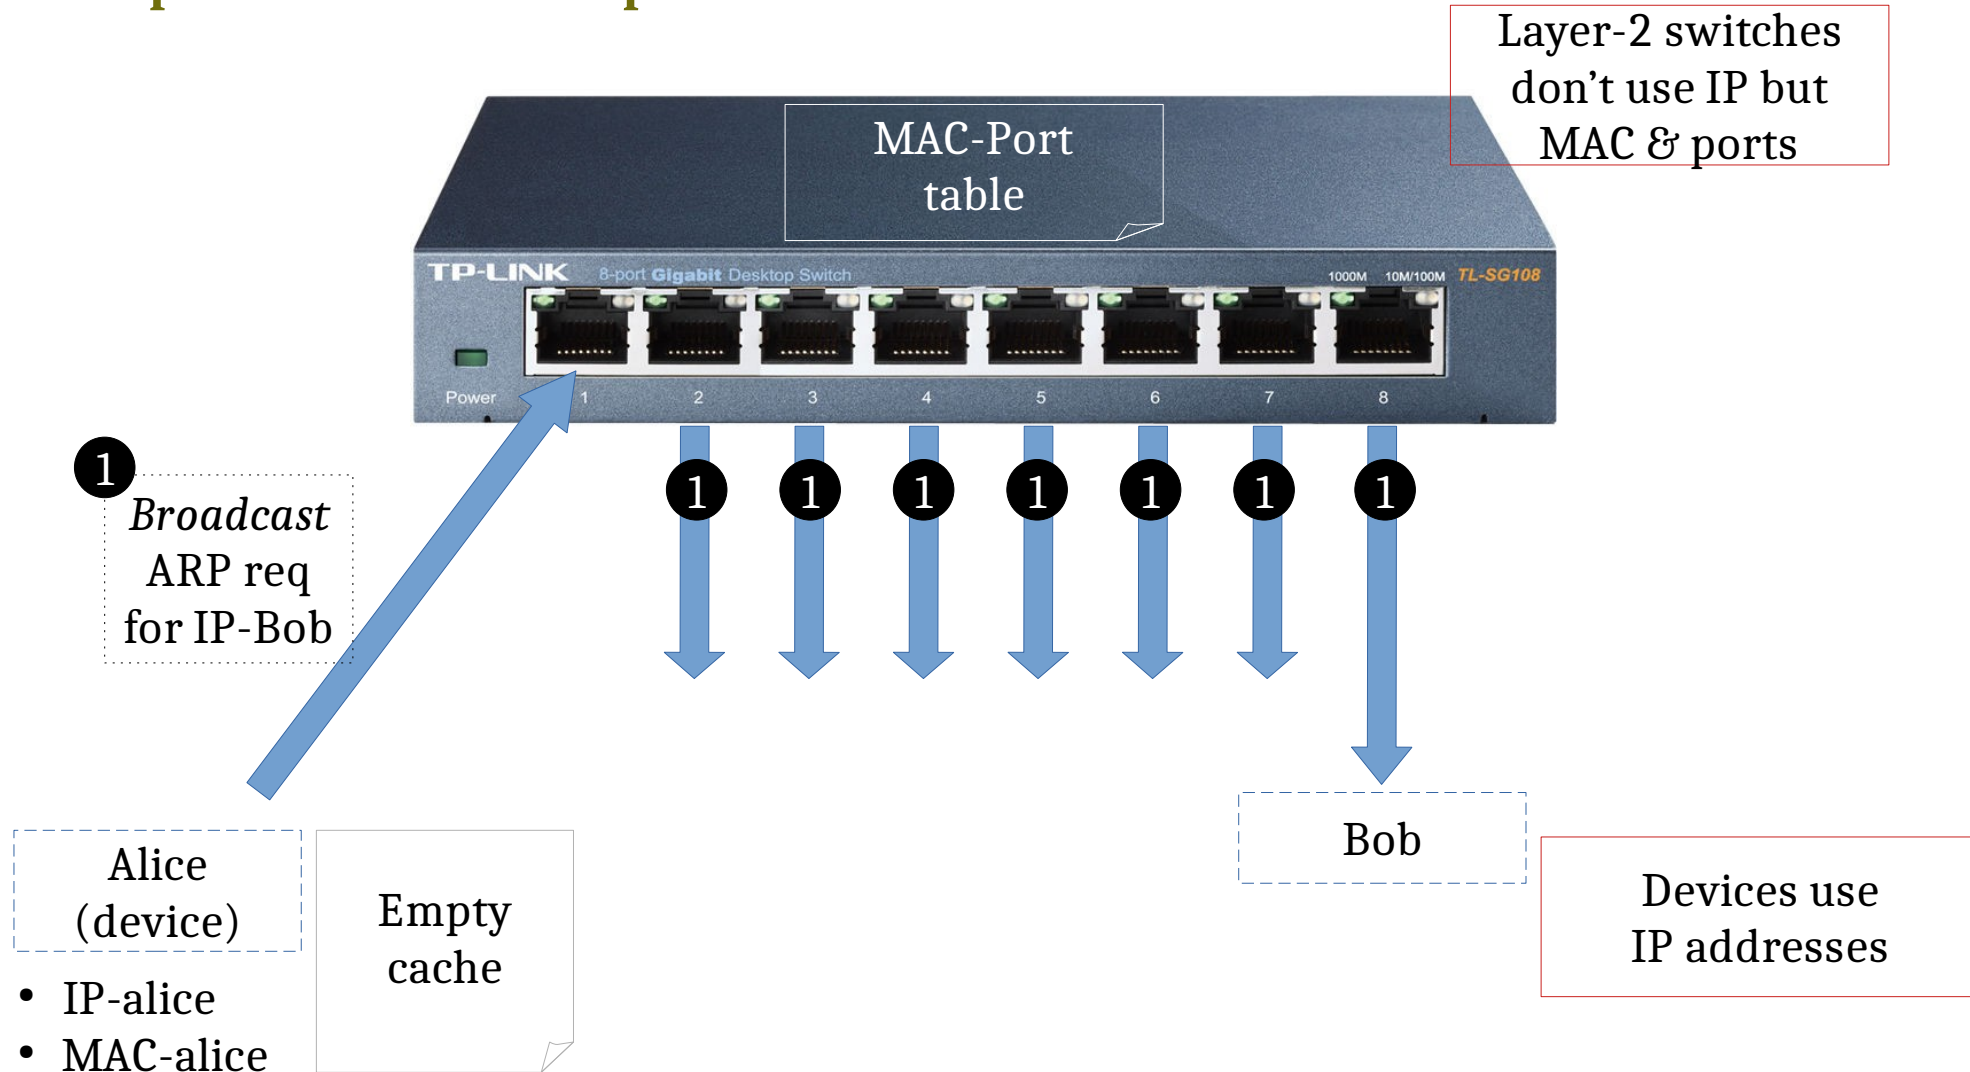 Layer-2 switches
don’t use IP but
MAC & ports
MAC-Port
table
TP-LINK 8-port Gigabit Desktop Switch 1000M 10M/100M TL-SG108
Power 1 2 3 4 5 6 7 8
1
Broadcast
ARP req
for IP-Bob
1 1 1 1 1 1 1
Alice
(device)
• IP-alice
• MAC-alice
Empty
cache
Bob
Devices use
IP addresses